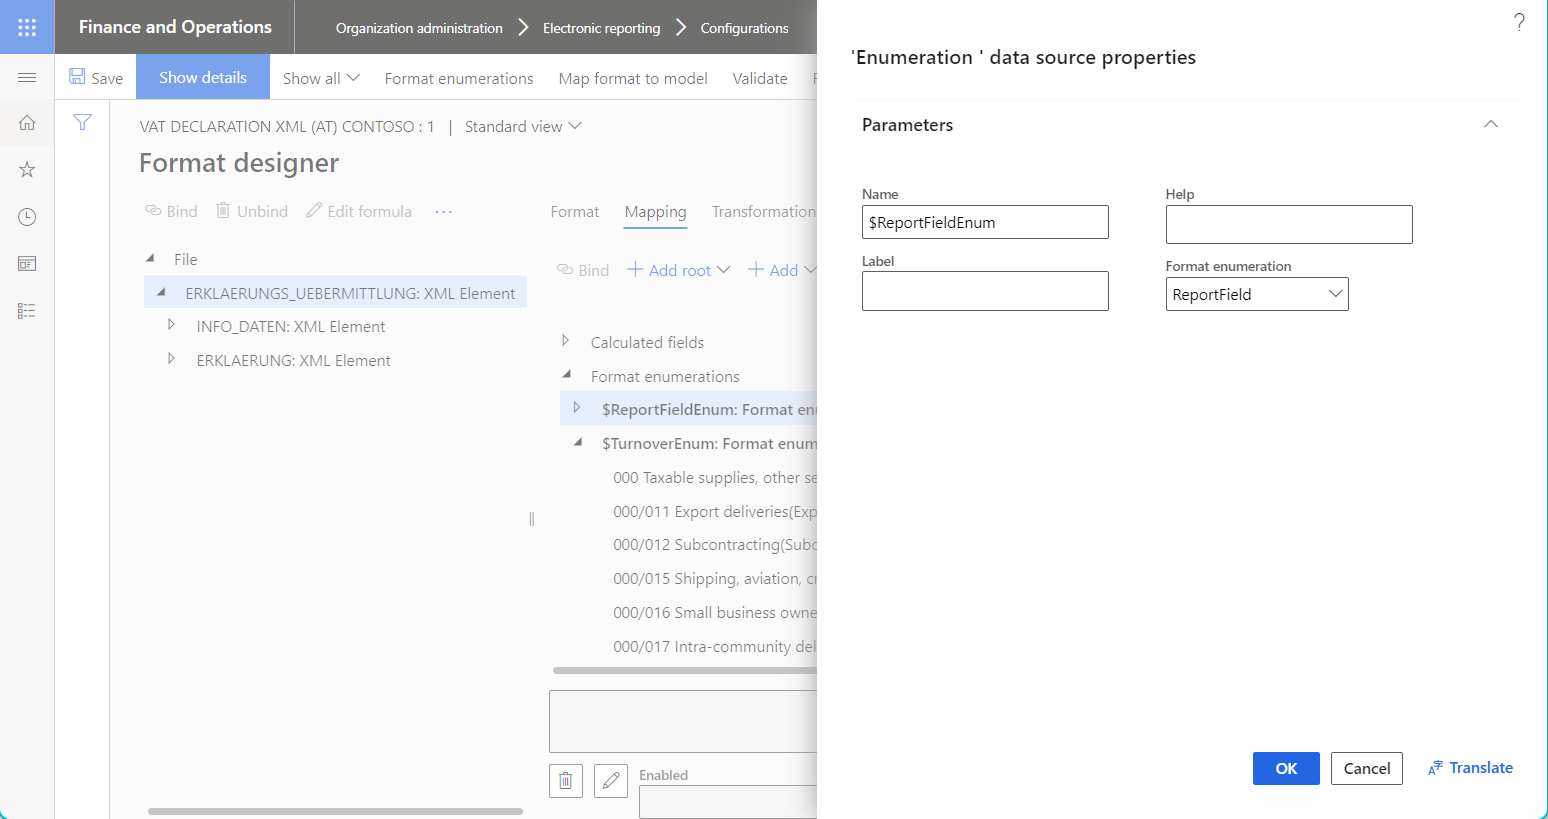 Finance and Operations
Organization administration
Electronic reporting
Configurations
Save
Show details
Show all
Format enumerations
Map format to model
Validate
VAT DECLARATION XML (AT) CONTOSO : 1 | Standard view
Format designer
Bind
Unbind
Edit formula
...
File
ERKLAERUNGS_UEBERMITTLUNG: XML Element
INFO_DATEN: XML Element
ERKLAERUNG: XML Element
Format
Mapping
Transformation
Bind
Add root
Add
Calculated fields
Format enumerations
$ReportFieldEnum: Format enu
$TurnoverEnum: Format enum
000 Taxable supplies, other se
000/011 Export deliveries(Exp
000/012 Subcontracting(Subc
000/015 Shipping, aviation, cr
000/016 Small business owne
000/017 Intra-community del
Enabled
?
'Enumeration ' data source properties
Parameters
Name
$ReportFieldEnum
Help
Label
Format enumeration
ReportField
OK
Cancel
Translate